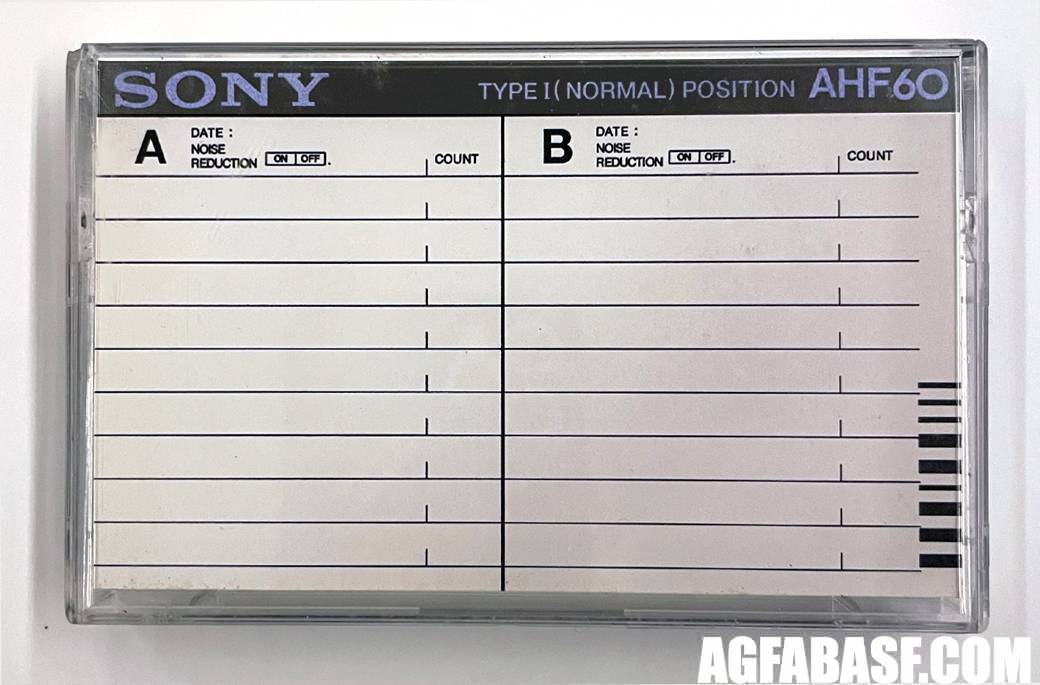 SONY TYPE I (NORMAL) POSITION AHF60
A DATE :
NOISE
REDUCTION ON OFF . COUNT
B DATE :
NOISE
REDUCTION ON OFF . COUNT
AGFABASF.COM